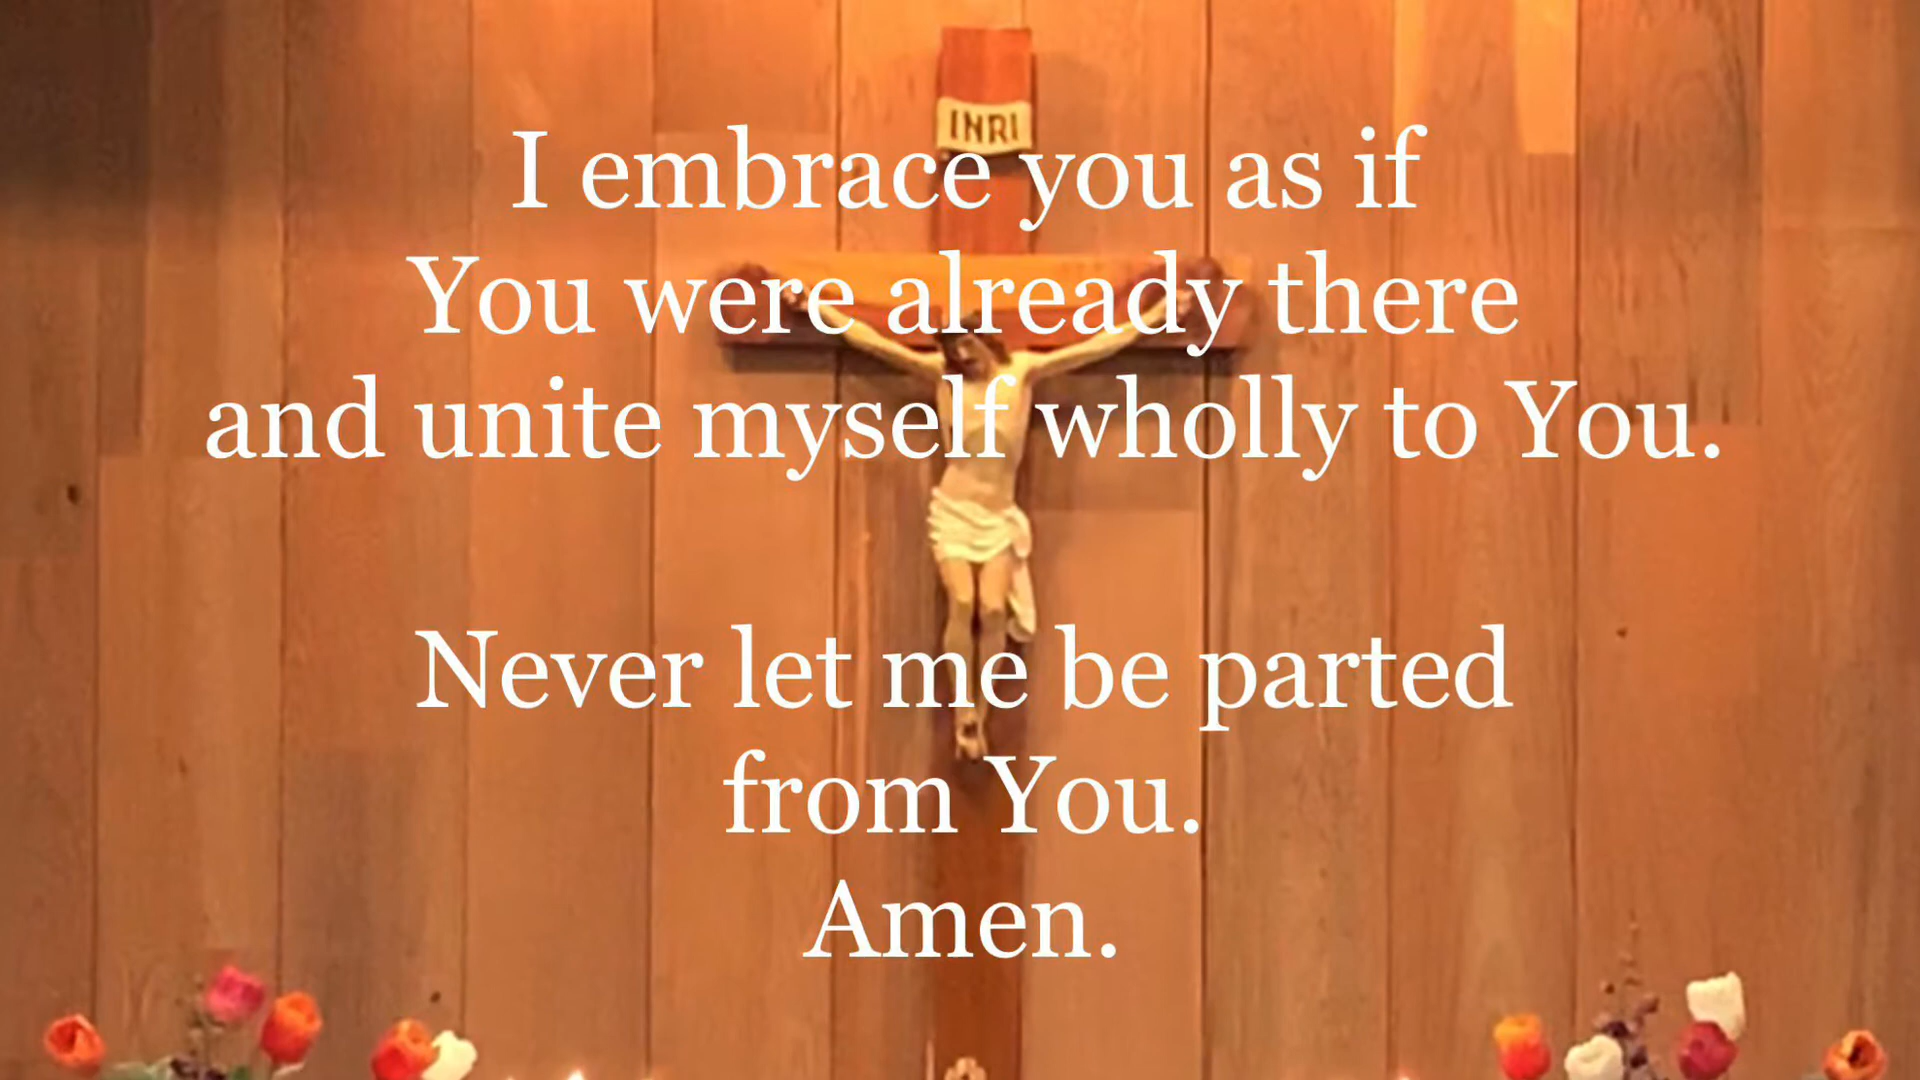 INRI
I embrace you as if
You were already there
and unite myself wholly to You.
Never let me be parted
from You.
Amen.